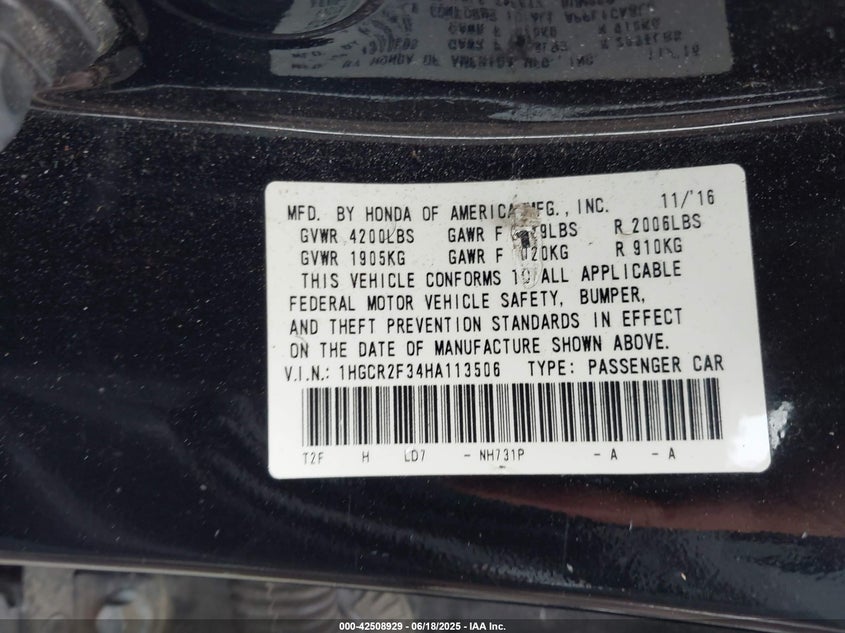 MFD. BY HONDA OF AMERICA MFG., INC. 11/'16
GVWR 4200LBS GAWR F LBS R 2006LBS
GVWR 1905KG GAWR F KG R 910KG
THIS VEHICLE CONFORMS TO ALL APPLICABLE
FEDERAL MOTOR VEHICLE SAFETY, BUMPER,
AND THEFT PREVENTION STANDARDS IN EFFECT
ON THE DATE OF MANUFACTURE SHOWN ABOVE.
V.I.N.: 1HGCR2F34HA113506 TYPE: PASSENGER CAR
T2F H LD7 - NH731P - A - A
000-42508929 - 06/18/2025 - IAA Inc.